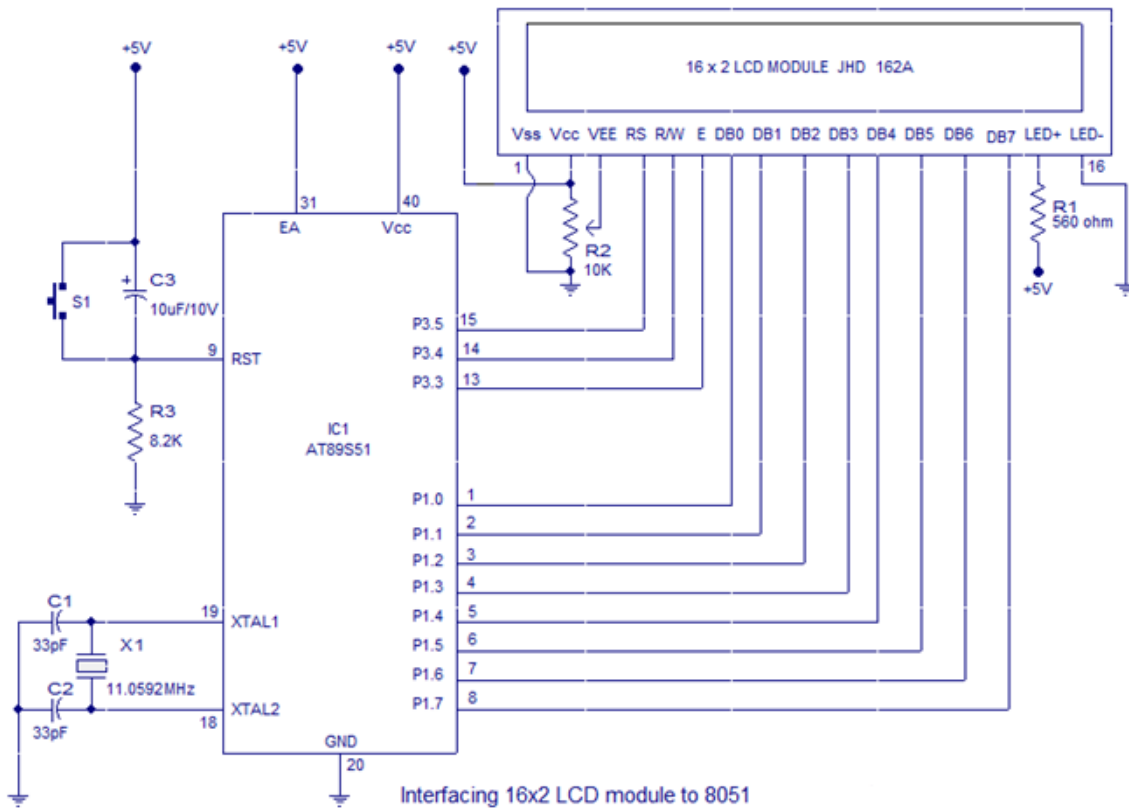 +5V
+5V
+5V
+5V
16 x 2 LCD MODULE JHD 162A
Vss Vcc VEE RS R/W E DB0 DB1 DB2 DB3 DB4 DB5 DB6 DB7 LED+ LED-
1
16
31
40
EA
Vcc
R1
560 ohm
+5V
R2
10K
S1
C3
+
10uF/10V
9
RST
R3
8.2K
P3.5
15
P3.4
14
P3.3
13
IC1
AT89S51
P1.0
1
P1.1
2
P1.2
3
P1.3
4
P1.4
5
P1.5
6
P1.6
7
P1.7
8
C1
33pF
19
XTAL1
X1
11.0592MHz
C2
33pF
18
XTAL2
GND
20
Interfacing 16x2 LCD module to 8051